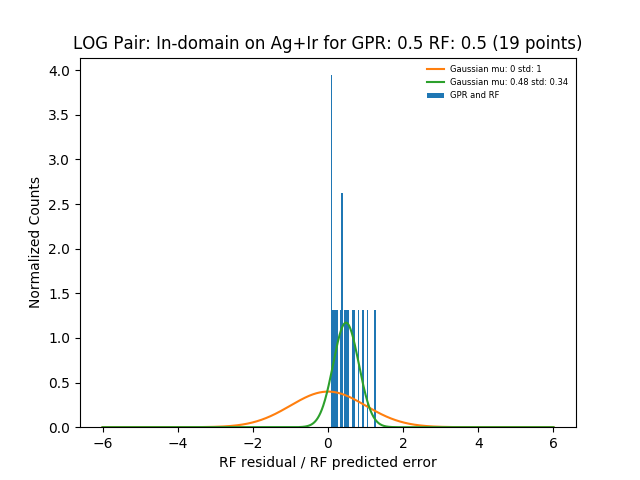 LOG Pair: In-domain on Ag+Ir for GPR: 0.5 RF: 0.5 (19 points)
Gaussian mu: 0 std: 1
Gaussian mu: 0.48 std: 0.34
GPR and RF
Normalized Counts
4.0
3.5
3.0
2.5
2.0
1.5
1.0
0.5
0.0
−6 −4 −2 0 2 4 6
RF residual / RF predicted error